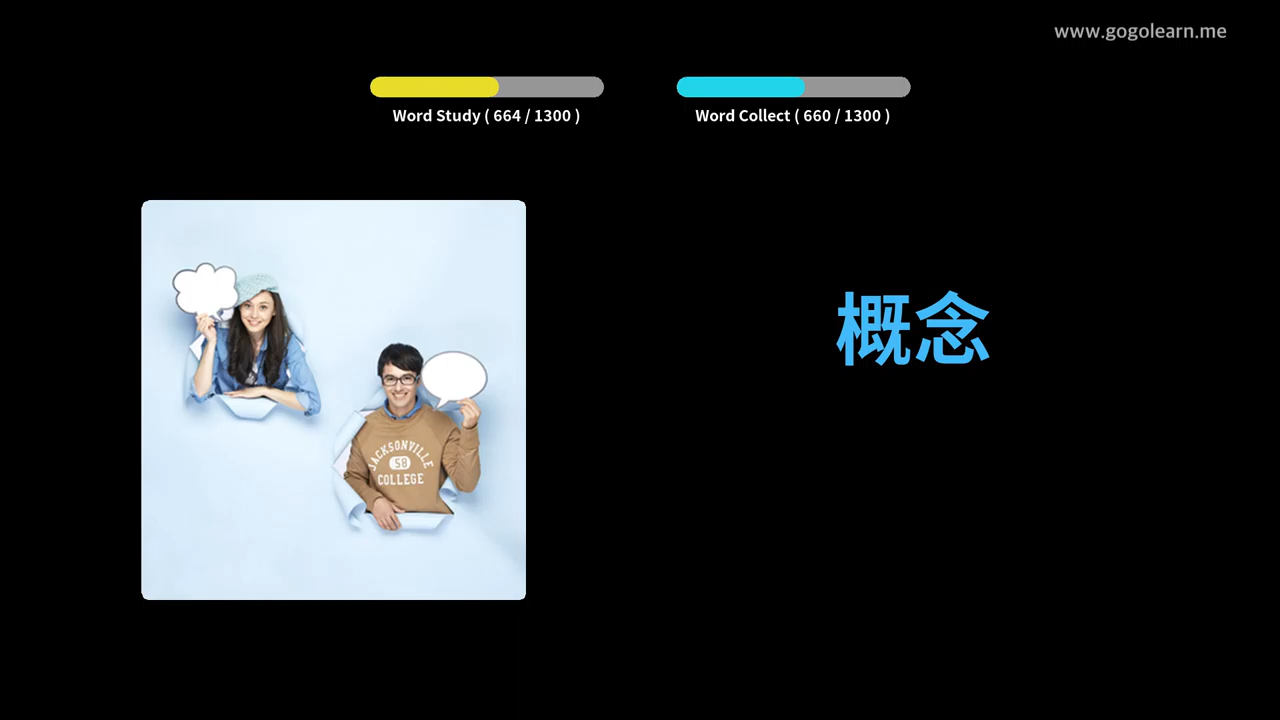 www.gogolearn.me
Word Study ( 664 / 1300 )
Word Collect ( 660 / 1300 )
概念
JACKSONVILLE
58
COLLEGE